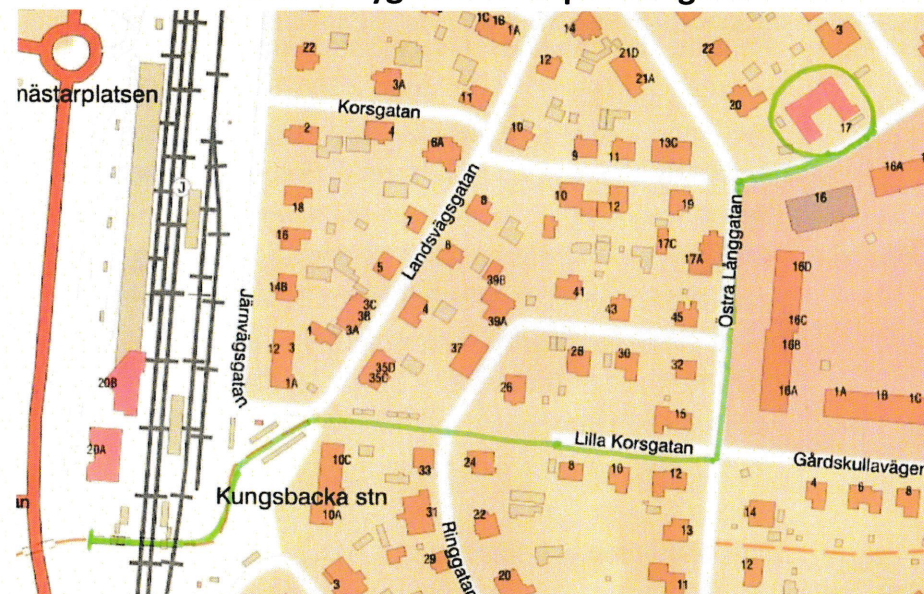 22
3A
1C
1B
1A
11
12
14
21D
21A
22
20
3
17
nästarplatsen
Korsgatan
2
4
6A
10
9
11
13C
16A
J
Landsvägsgatan
18
7
8
10
12
19
16
16
5
6
17C
17A
Östra Långgatan
16D
14B
39B
41
3C
3B
3A
4
39A
43
45
16C
Järnvägsgatan
1
12
3
37
16B
20B
1A
35D
35C
28
30
32
26
16A
1A
1B
1C
15
20A
10C
33
24
Lilla Korsgatan
Gårdskullavägen
8
10
12
4
6
8
Kungsbacka stn
10A
31
22
14
13
Ringgatan
29
3
20
11
12